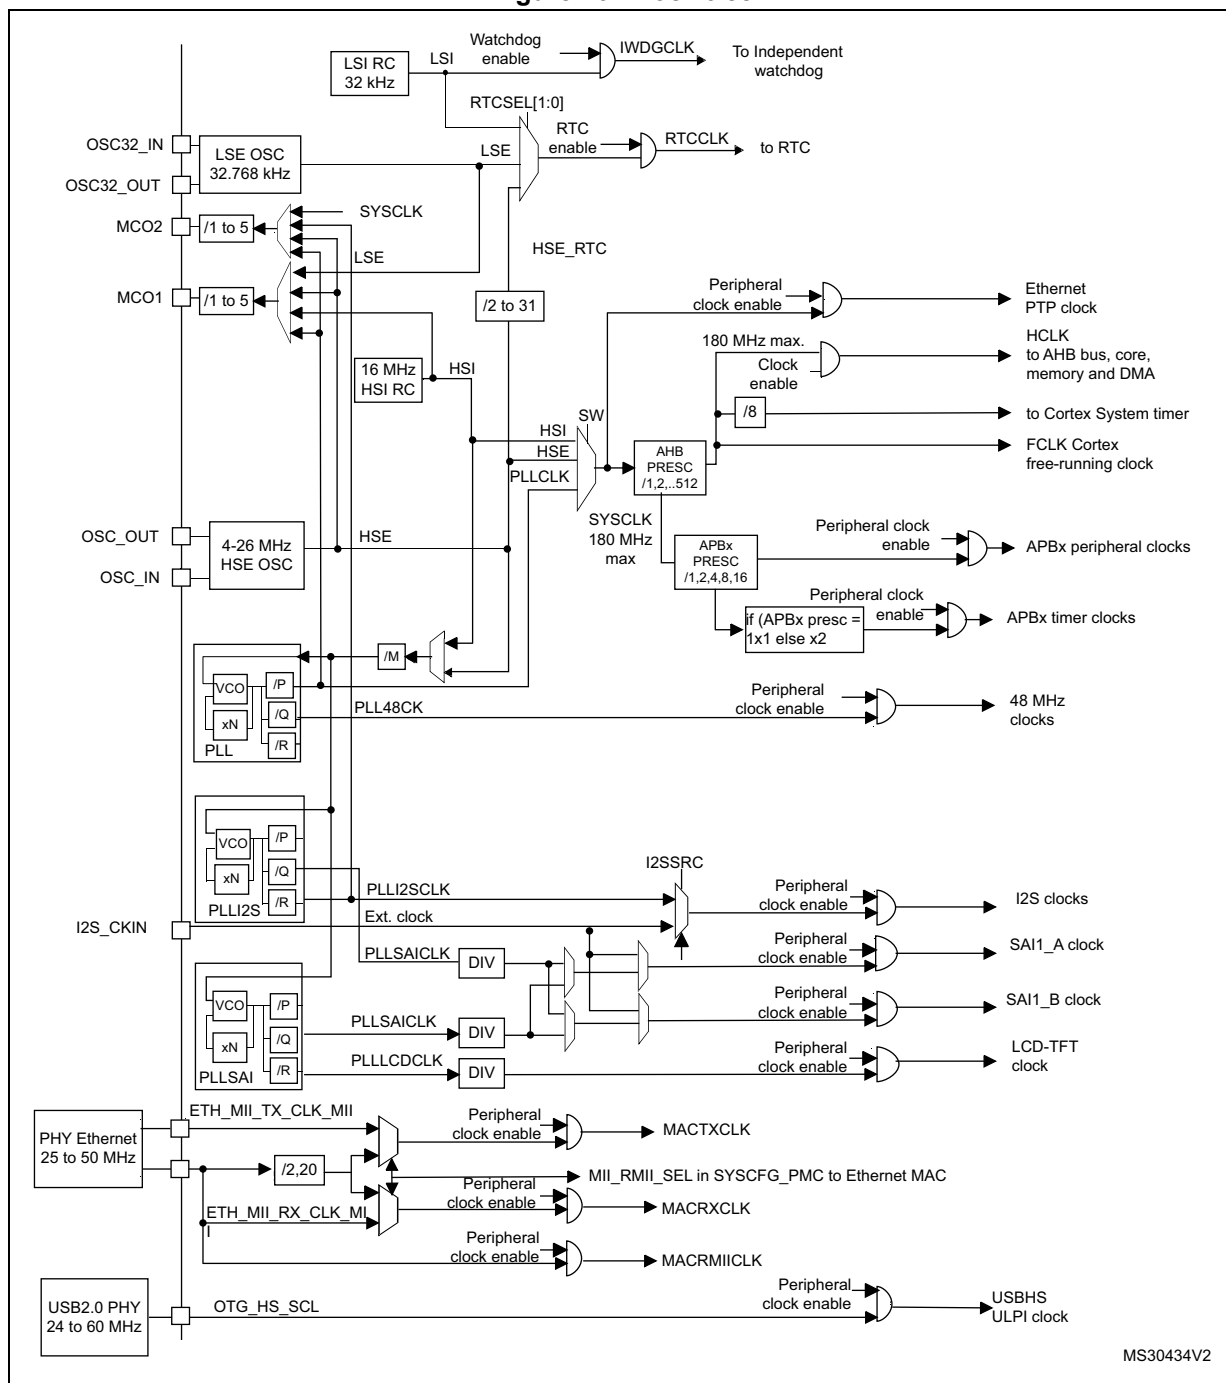 LSI RC
32 kHz
LSI
Watchdog
enable
IWDGCLK
To Independent
watchdog
RTCSEL[1:0]
OSC32_IN
OSC32_OUT
LSE OSC
32.768 kHz
LSE
RTC
enable
RTCCLK
to RTC
MCO2
/1 to 5
SYSCLK
LSE
HSE_RTC
MCO1
/1 to 5
/2 to 31
Peripheral
clock enable
Ethernet
PTP clock
16 MHz
HSI RC
HSI
180 MHz max.
Clock
enable
HCLK
to AHB bus, core,
memory and DMA
/8
to Cortex System timer
FCLK Cortex
free-running clock
SW
HSI
HSE
PLLCLK
AHB
PRESC
/1,2,..512
SYSCLK
180 MHz
max
OSC_OUT
OSC_IN
4-26 MHz
HSE OSC
HSE
APBx
PRESC
/1,2,4,8,16
Peripheral clock
enable
APBx peripheral clocks
if (APBx presc =
1x1 else x2
Peripheral clock
enable
APBx timer clocks
/M
VCO
xN
/P
/Q
/R
PLL
PLL48CK
Peripheral
clock enable
48 MHz
clocks
VCO
xN
/P
/Q
/R
PLLI2S
I2SSRC
PLLI2SCLK
Peripheral
clock enable
I2S clocks
I2S_CKIN
Ext. clock
PLLSAICLK
DIV
Peripheral
clock enable
SAI1_A clock
VCO
xN
/P
/Q
/R
PLLSAI
PLLSAICLK
DIV
Peripheral
clock enable
SAI1_B clock
PLLLCDCLK
DIV
Peripheral
clock enable
LCD-TFT
clock
PHY Ethernet
25 to 50 MHz
ETH_MII_TX_CLK_MII
Peripheral
clock enable
MACTXCLK
/2,20
MII_RMII_SEL in SYSCFG_PMC to Ethernet MAC
ETH_MII_RX_CLK_MI
I
Peripheral
clock enable
MACRXCLK
Peripheral
clock enable
MACRMIICLK
USB2.0 PHY
24 to 60 MHz
OTG_HS_SCL
Peripheral
clock enable
USBHS
ULPI clock
MS30434V2